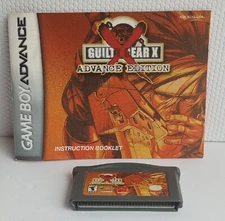 GAME BOY ADVANCE
GUILTY GEAR X
ADVANCE EDITION
INSTRUCTION BOOKLET